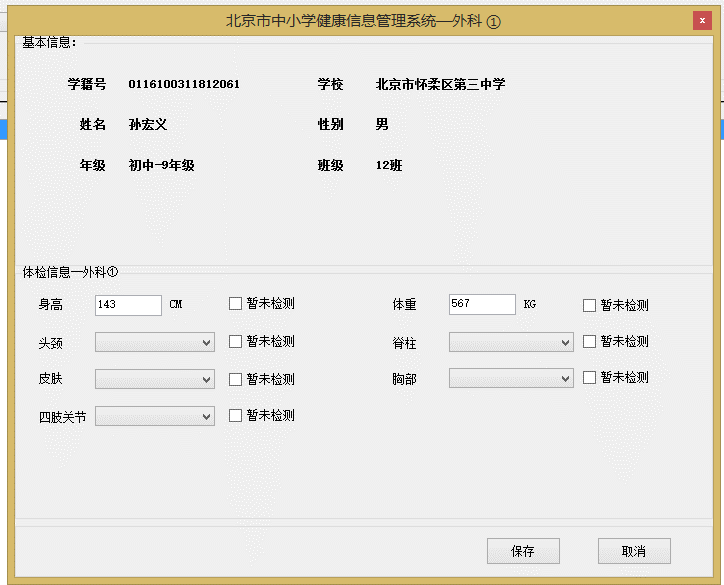 北京市中小学健康信息管理系统—外科 ①
x
基本信息：
学籍号 0116100311812061 学校 北京市怀柔区第三中学
姓名 孙宏义 性别 男
年级 初中-9年级 班级 12班
体检信息—外科①
身高 143 CM 暂未检测 体重 567 KG 暂未检测
头颈 暂未检测 脊柱 暂未检测
皮肤 暂未检测 胸部 暂未检测
四肢关节 暂未检测
保存 取消